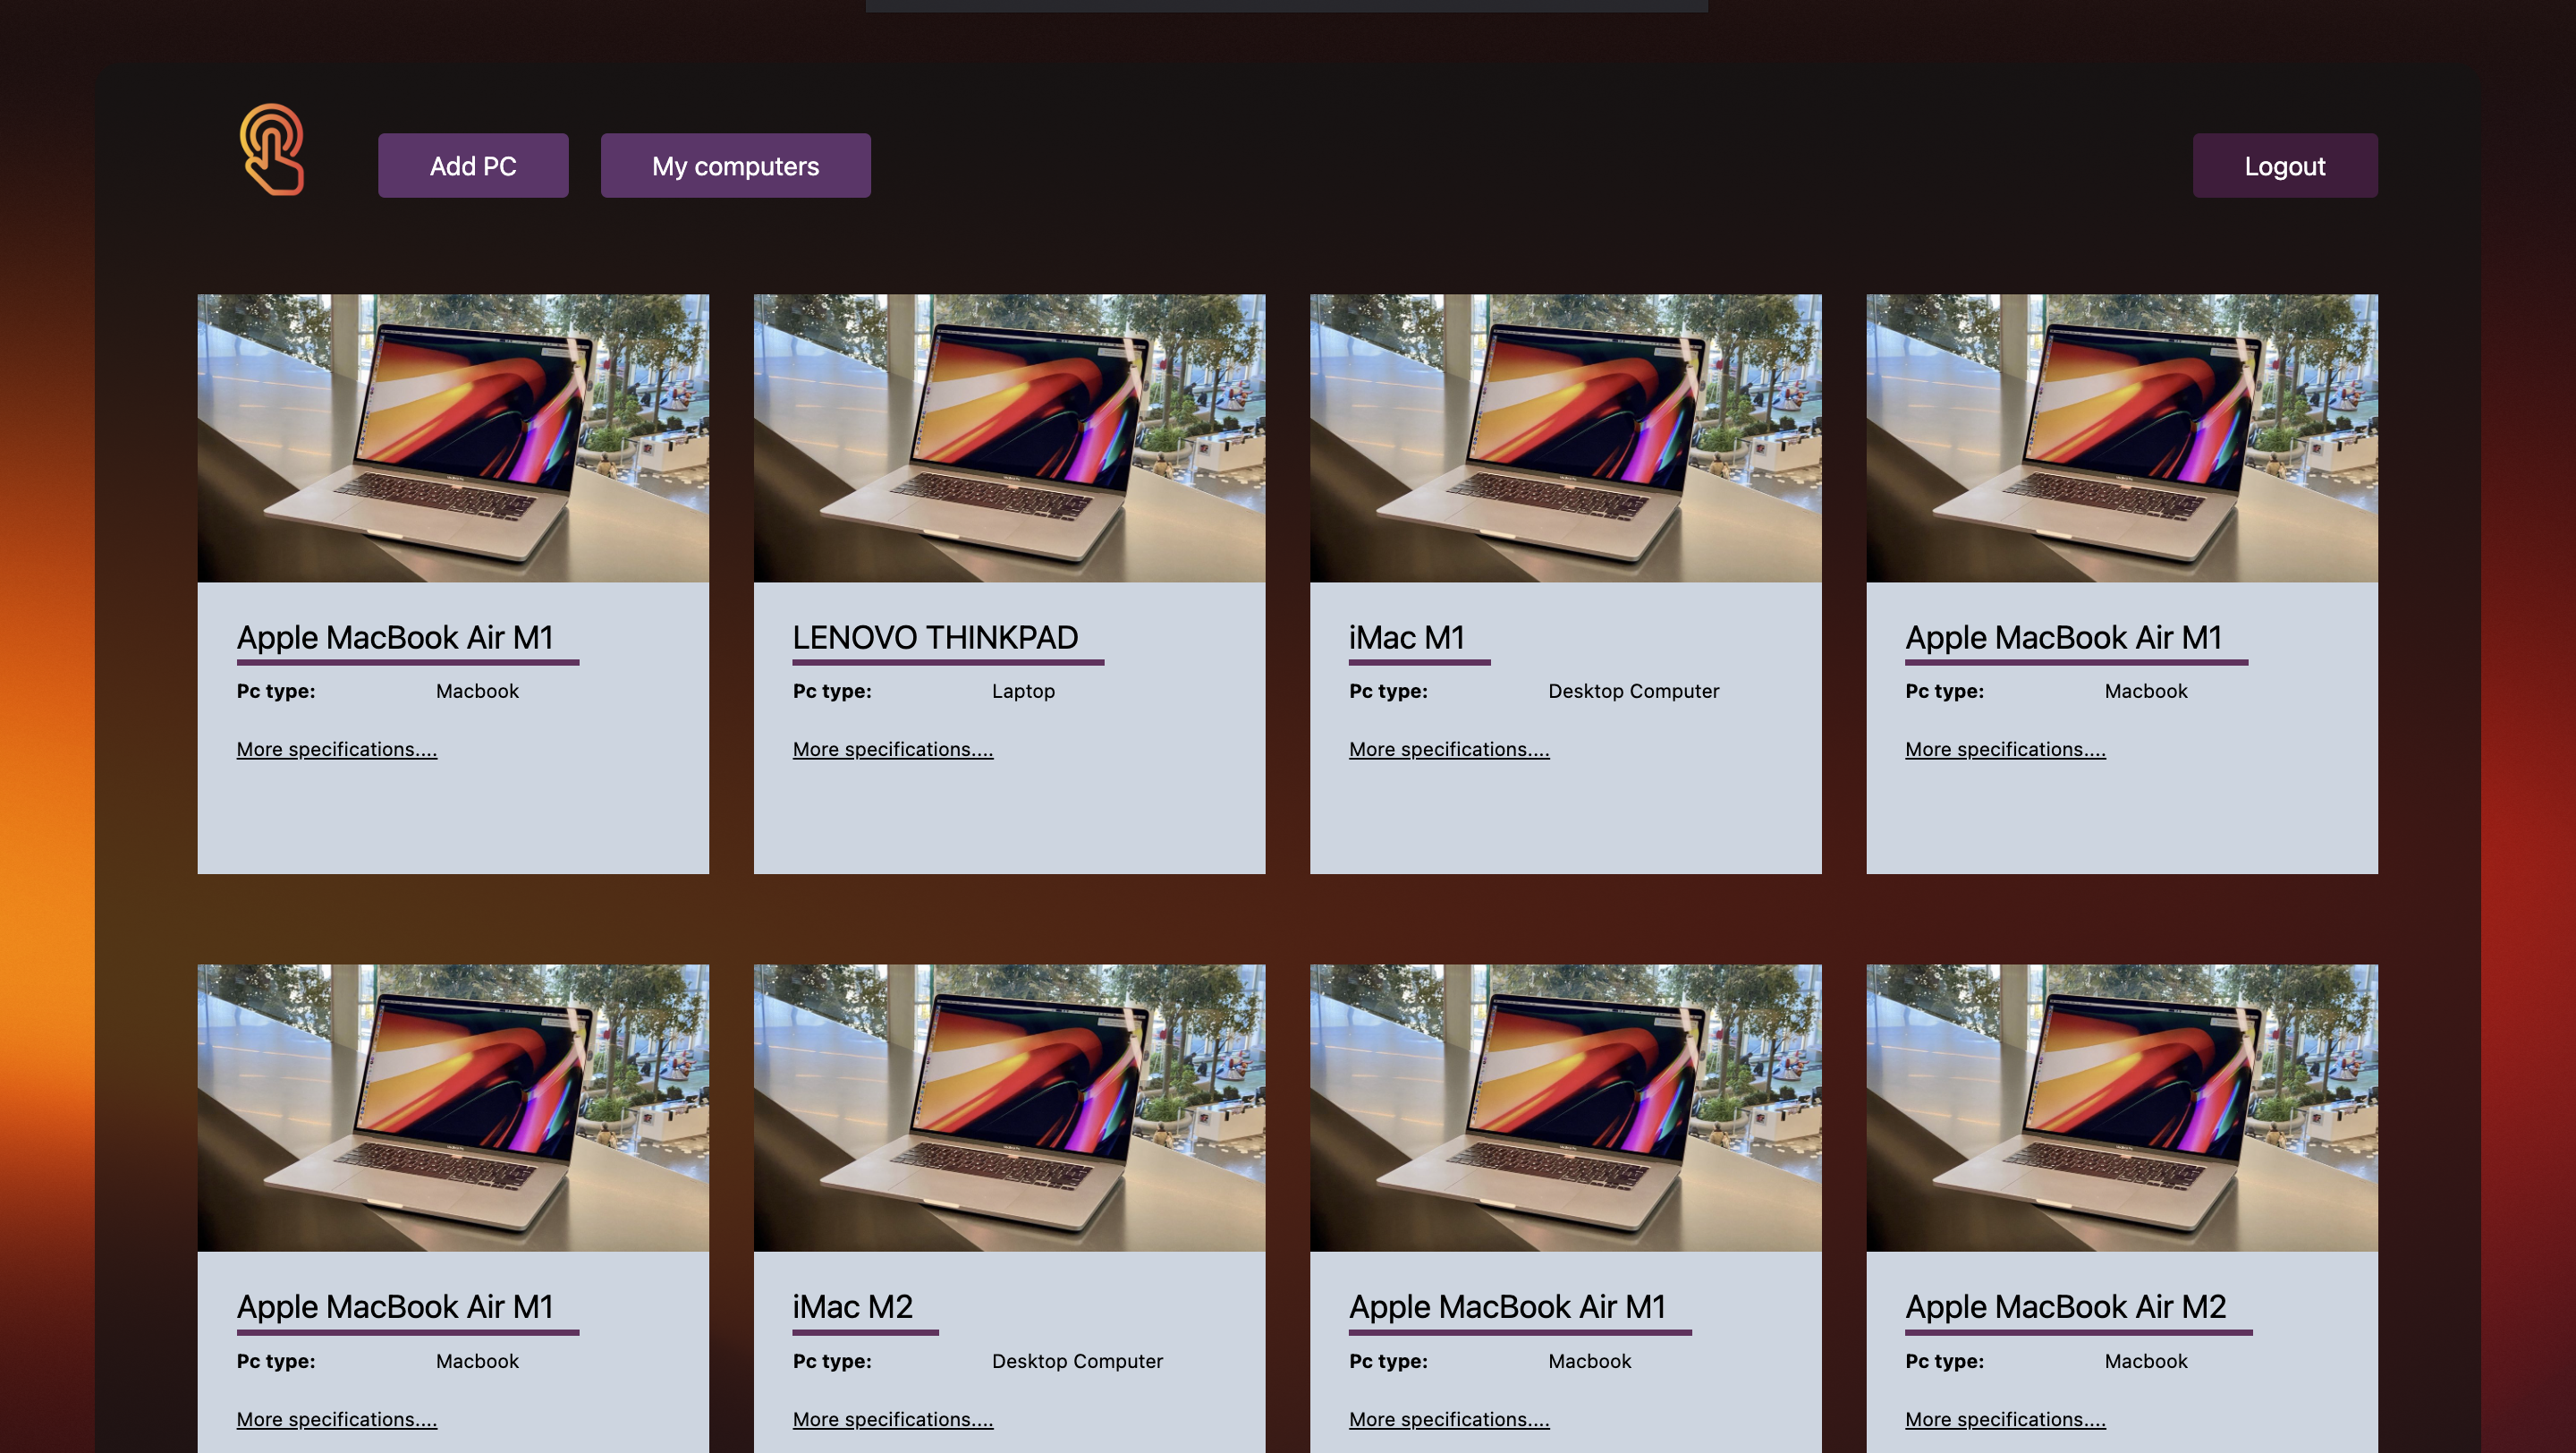 Add PC
My computers
Logout
Apple MacBook Air M1
Pc type: Macbook
More specifications....
LENOVO THINKPAD
Pc type: Laptop
More specifications....
iMac M1
Pc type: Desktop Computer
More specifications....
Apple MacBook Air M1
Pc type: Macbook
More specifications....
Apple MacBook Air M1
Pc type: Macbook
More specifications....
iMac M2
Pc type: Desktop Computer
More specifications....
Apple MacBook Air M1
Pc type: Macbook
More specifications....
Apple MacBook Air M2
Pc type: Macbook
More specifications....